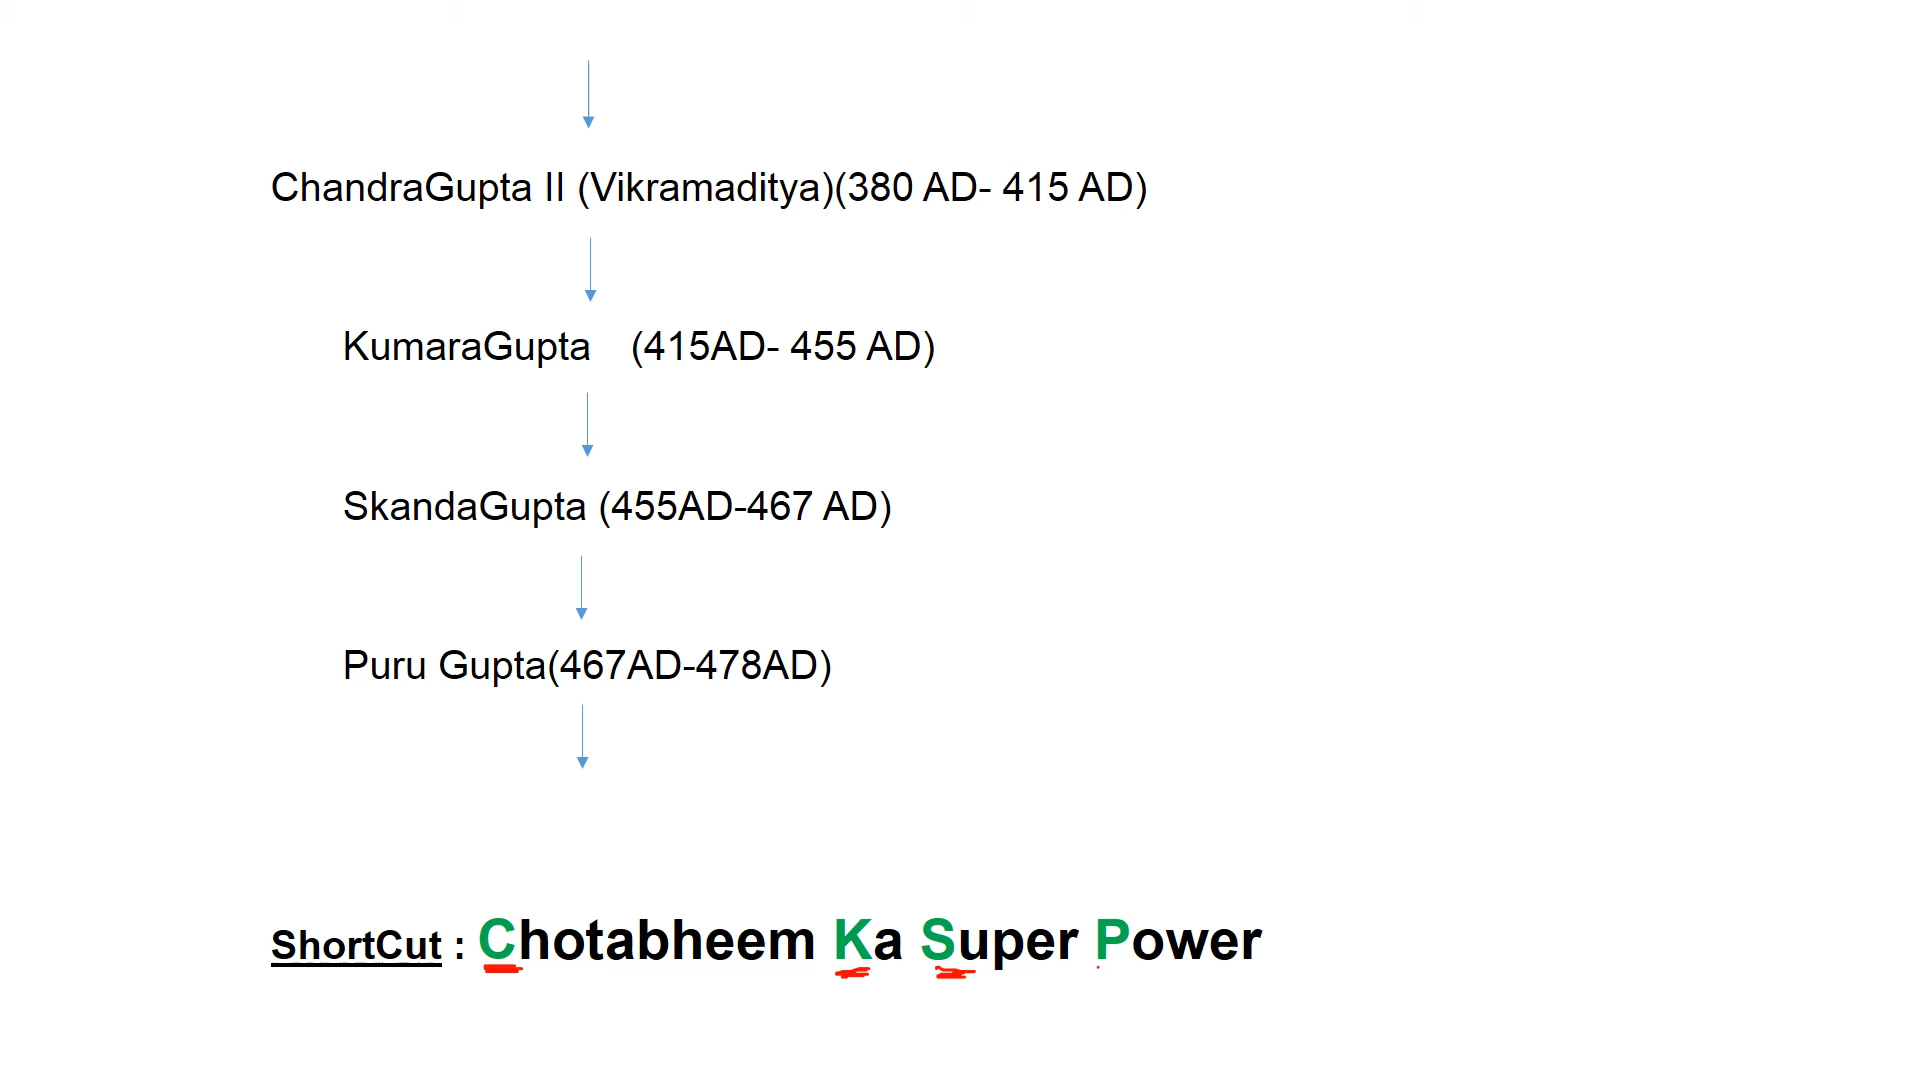 ChandraGupta II (Vikramaditya)(380 AD- 415 AD)
KumaraGupta (415AD- 455 AD)
SkandaGupta (455AD-467 AD)
Puru Gupta(467AD-478AD)
ShortCut : Chotabheem Ka Super Power